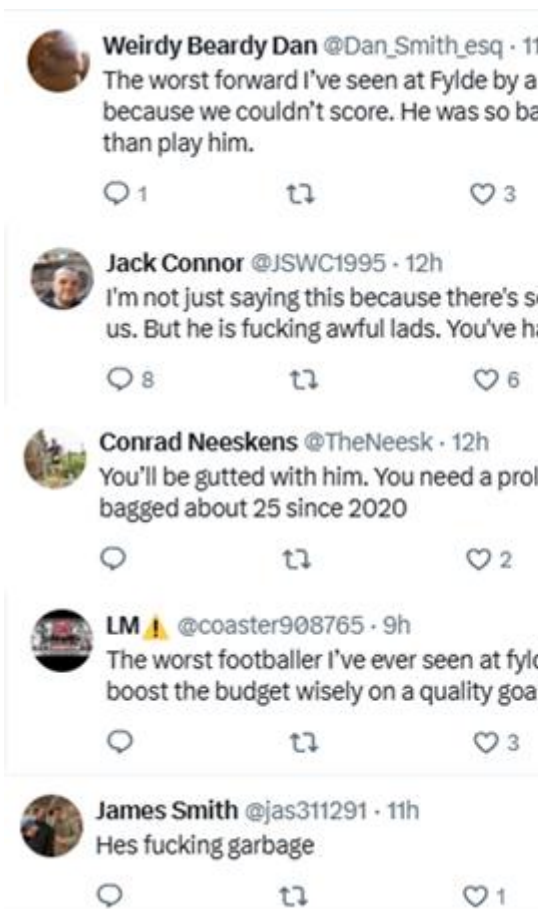 Weirdy Beardy Dan @Dan_Smith_esq · 11
The worst forward I've seen at Fylde by a
because we couldn't score. He was so ba
than play him.
1 3
Jack Connor @JSWC1995 · 12h
I'm not just saying this because there's s
us. But he is fucking awful lads. You've ha
8 6
Conrad Neeskens @TheNeesk · 12h
You'll be gutted with him. You need a prol
bagged about 25 since 2020
2
LM⚠️ @coaster908765 · 9h
The worst footballer I've ever seen at fyld
boost the budget wisely on a quality goa
3
James Smith @jas311291 · 11h
Hes fucking garbage
1